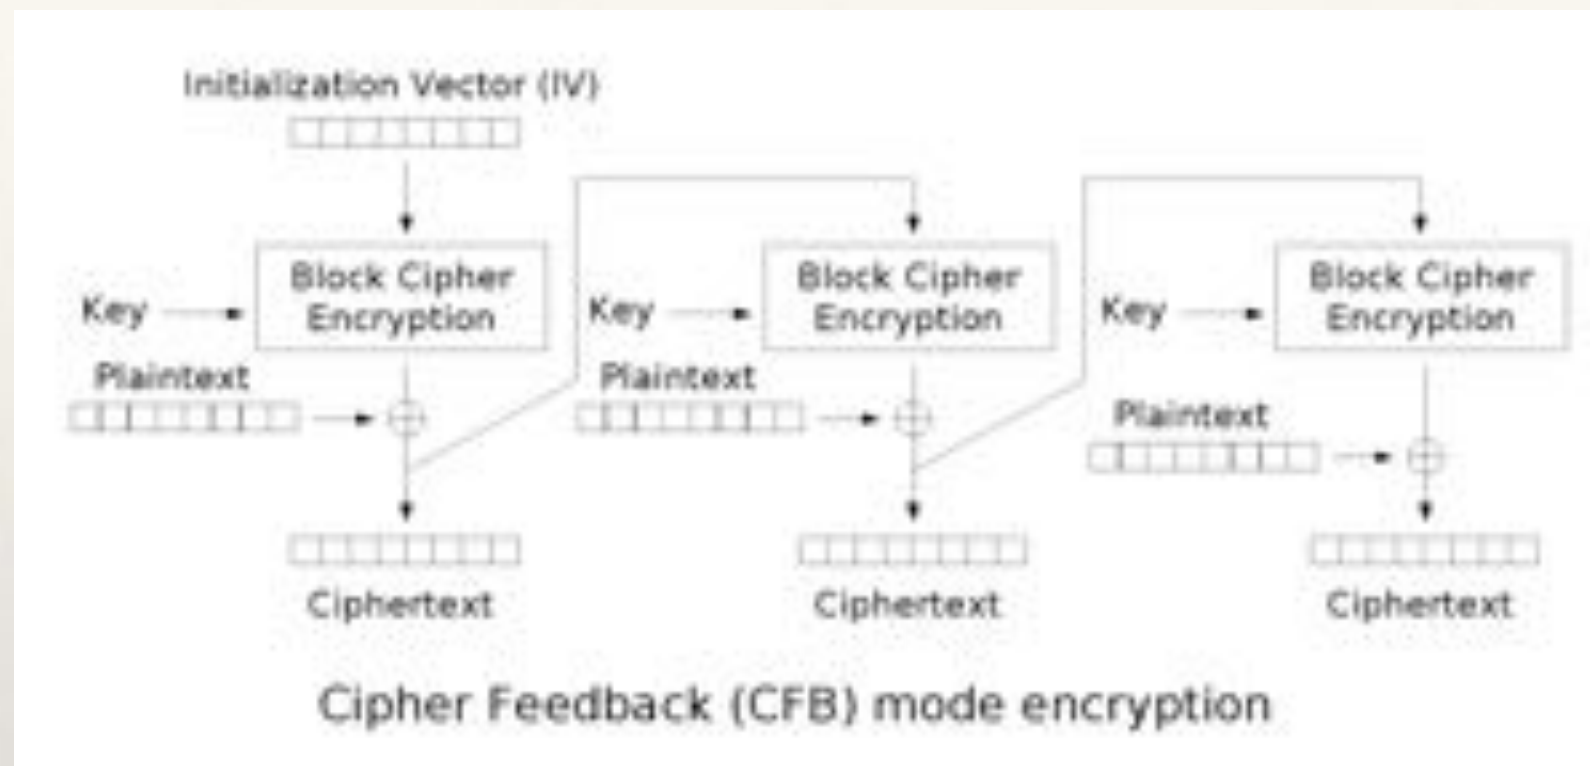 Initialization Vector (IV)
Block Cipher
Encryption
Key
Plaintext
Ciphertext
Block Cipher
Encryption
Key
Plaintext
Ciphertext
Block Cipher
Encryption
Key
Plaintext
Ciphertext
Cipher Feedback (CFB) mode encryption